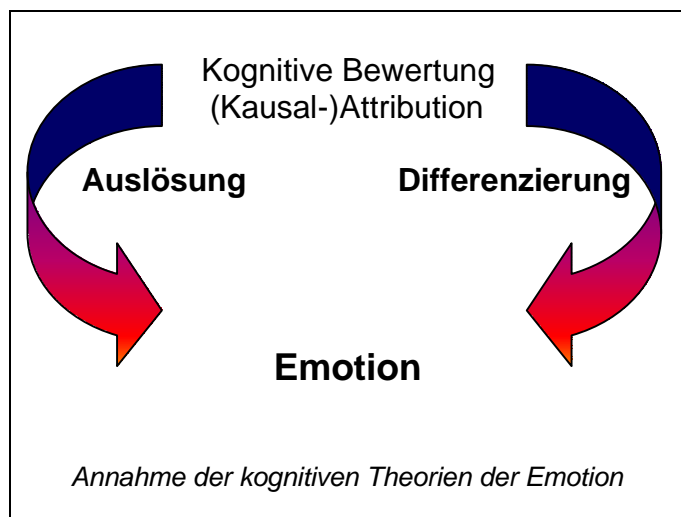 Kognitive Bewertung
(Kausal-)Attribution
Auslösung
Differenzierung
Emotion
Annahme der kognitiven Theorien der Emotion